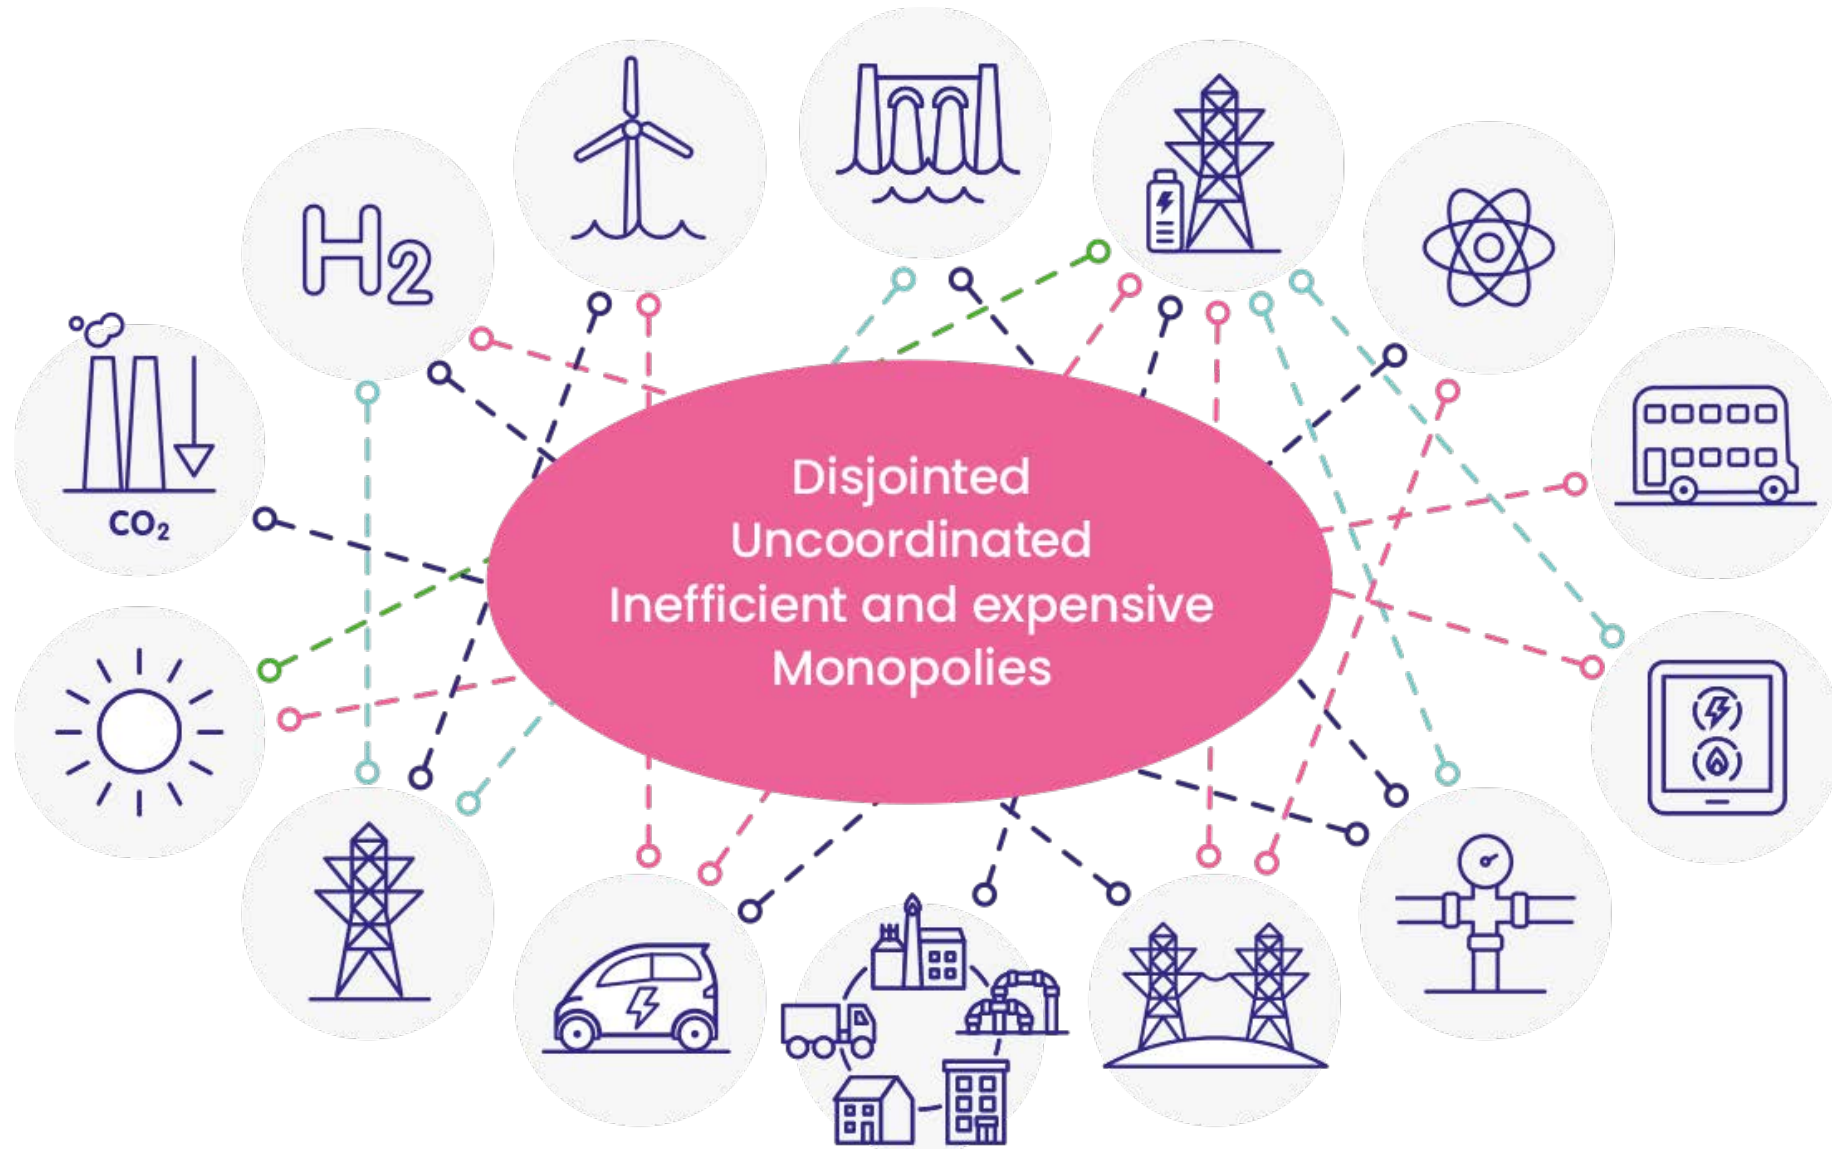 H2
CO₂
Disjointed
Uncoordinated
Inefficient and expensive
Monopolies